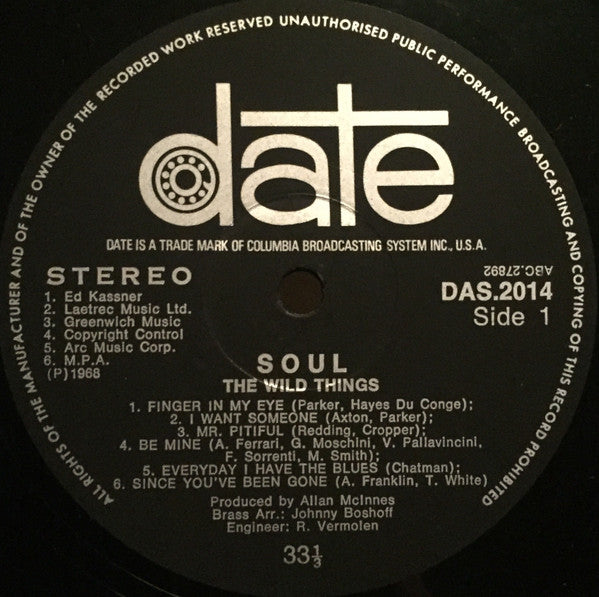 ALL RIGHTS OF THE MANUFACTURER AND OF THE OWNER OF THE RECORDED WORK RESERVED UNAUTHORISED PUBLIC PERFORMANCE BROADCASTING AND COPYING OF THIS RECORD PROHIBITED
date
DATE IS A TRADE MARK OF COLUMBIA BROADCASTING SYSTEM INC., U.S.A.
STEREO
1. Ed Kassner
2. Laetrec Music Ltd.
3. Greenwich Music
4. Copyright Control
5. Arc Music Corp.
6. M.P.A.
(P)1968
ABC.27892
DAS.2014
Side 1
SOUL
THE WILD THINGS
1. FINGER IN MY EYE (Parker, Hayes Du Conge);
2. I WANT SOMEONE (Axton, Parker);
3. MR. PITIFUL (Redding, Cropper);
4. BE MINE (A. Ferrari, G. Moschini, V. Pallavincini,
F. Sorrenti, M. Smith);
5. EVERYDAY I HAVE THE BLUES (Chatman);
6. SINCE YOU'VE BEEN GONE (A. Franklin, T. White)
Produced by Allan McInnes
Brass Arr.: Johnny Boshoff
Engineer: R. Vermolen
33⅓